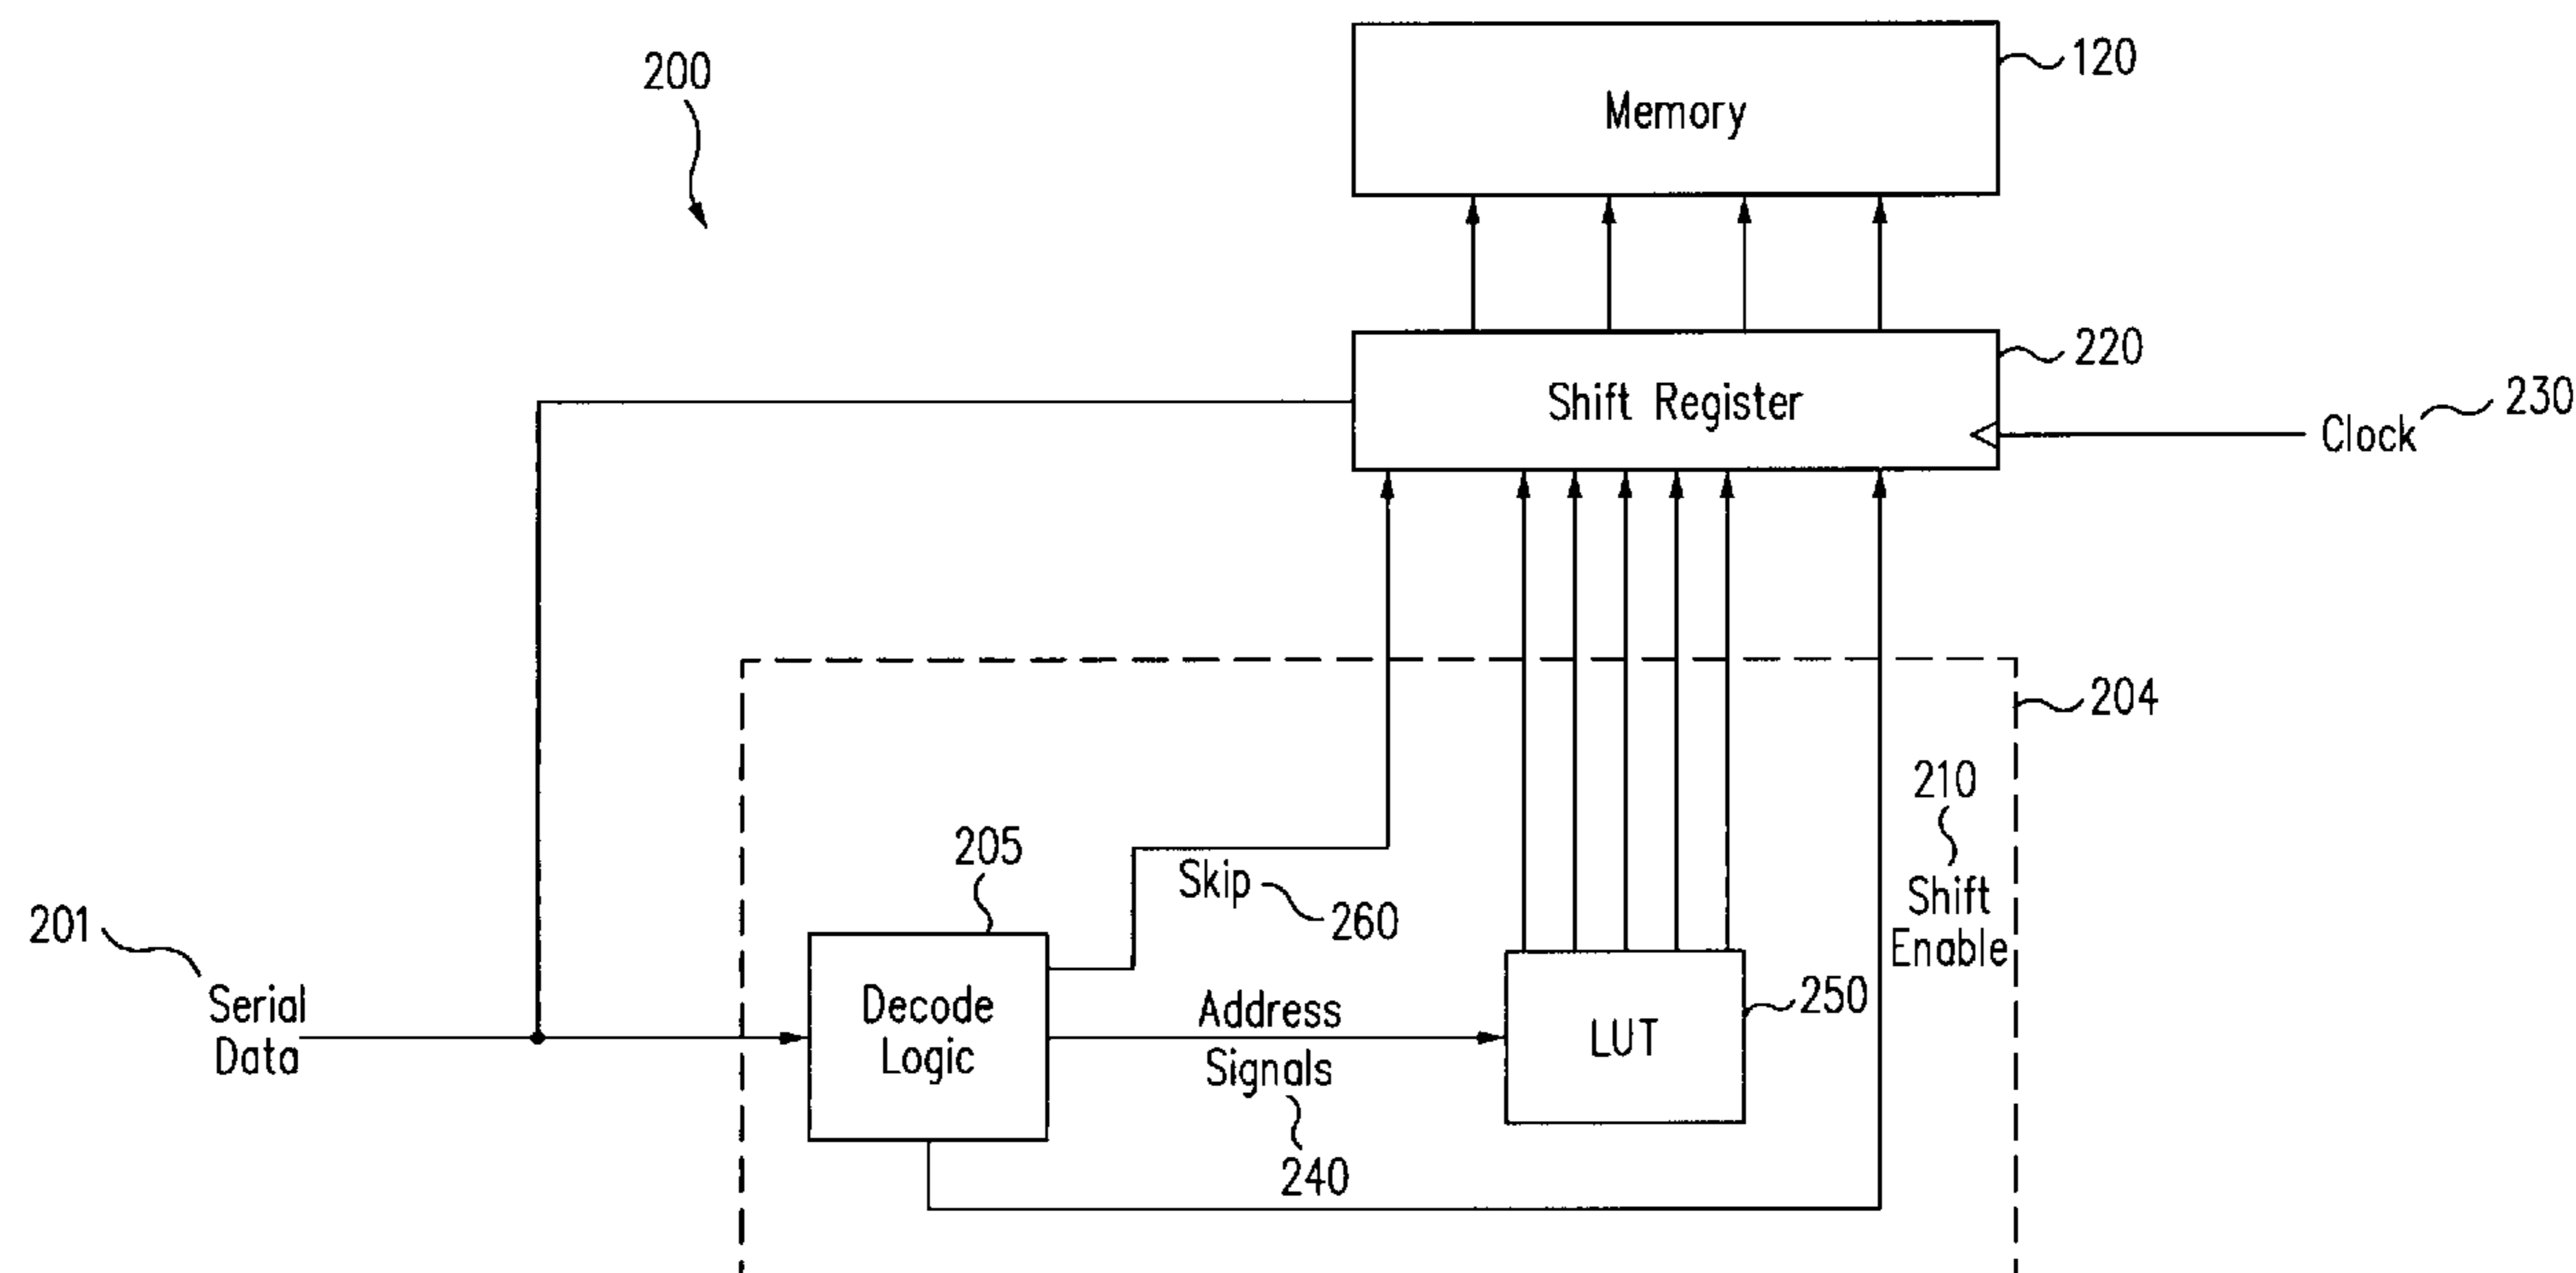 200
Memory
120
220
Shift Register
230
Clock
204
210
Shift
Enable
205
Skip
260
201
Serial
Data
Decode
Logic
Address
Signals
240
LUT
250